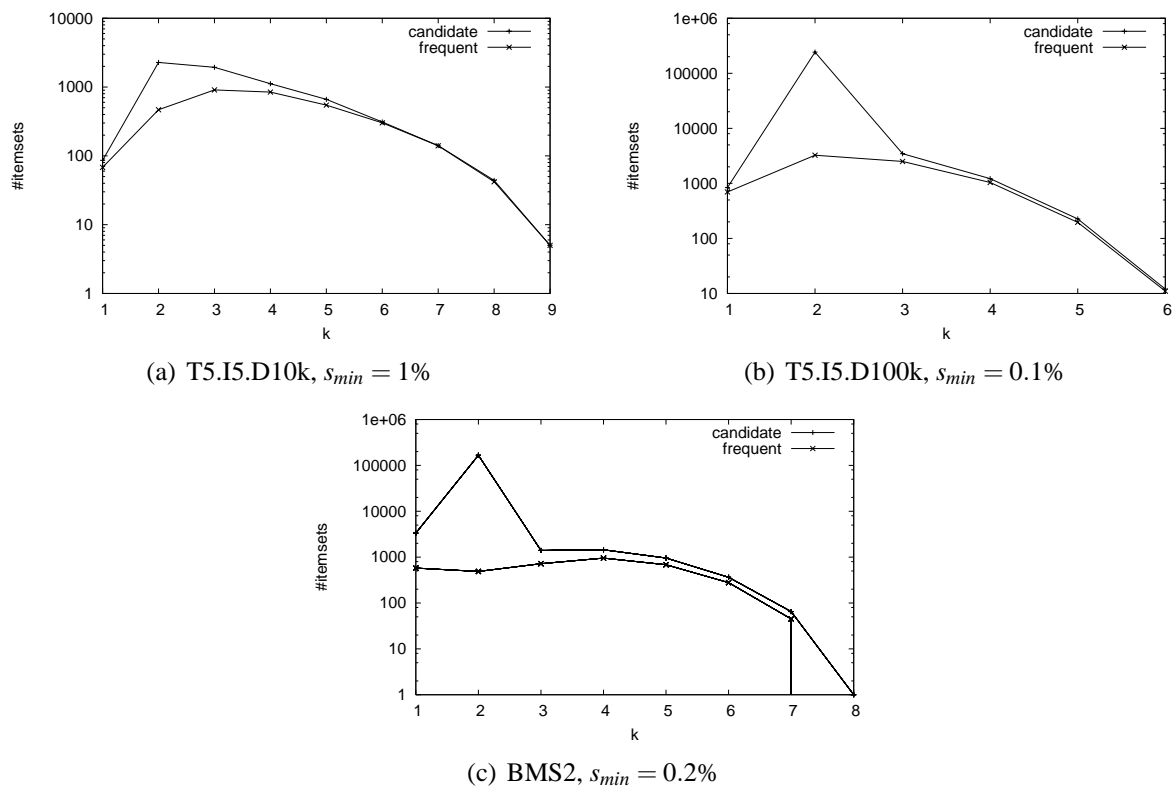 10000
1000
100
10
1
#itemsets
1 2 3 4 5 6 7 8 9
k
candidate
frequent
(a) T5.I5.D10k, s_min = 1%
1e+06
100000
10000
1000
100
10
#itemsets
1 2 3 4 5 6
k
candidate
frequent
(b) T5.I5.D100k, s_min = 0.1%
1e+06
100000
10000
1000
100
10
1
#itemsets
1 2 3 4 5 6 7 8
k
candidate
frequent
(c) BMS2, s_min = 0.2%